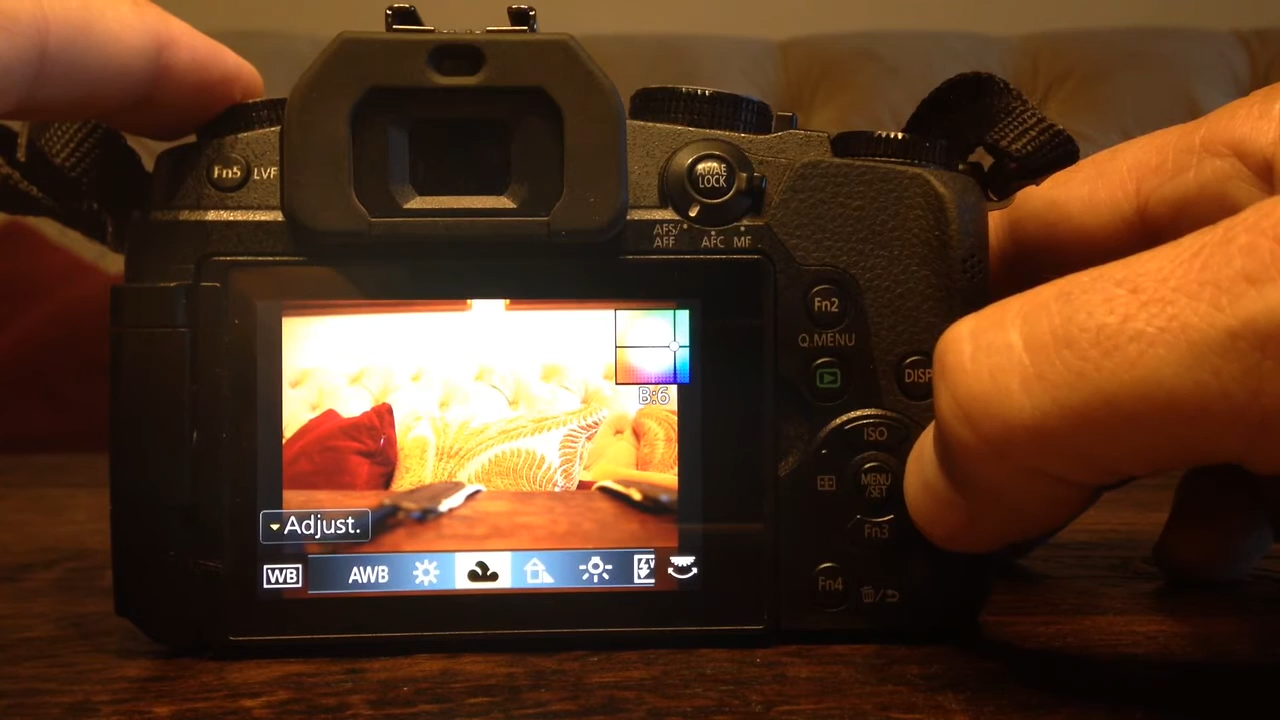 Fn5 LVF
AF/AE
LOCK
AFS/
AFF AFC MF
Fn2
Q.MENU
DISP
B:6
ISO
MENU
/SET
Fn3
Adjust.
WB AWB
Fn4